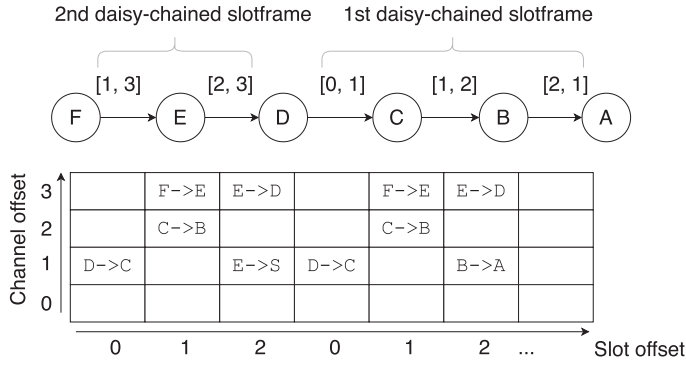 2nd daisy-chained slotframe 1st daisy-chained slotframe
[1, 3] [2, 3] [0, 1] [1, 2] [2, 1]
F E D C B A
Channel offset
3 F->E E->D F->E E->D
2 C->B C->B
1 D->C E->S D->C B->A
0
0 1 2 0 1 2 ... Slot offset